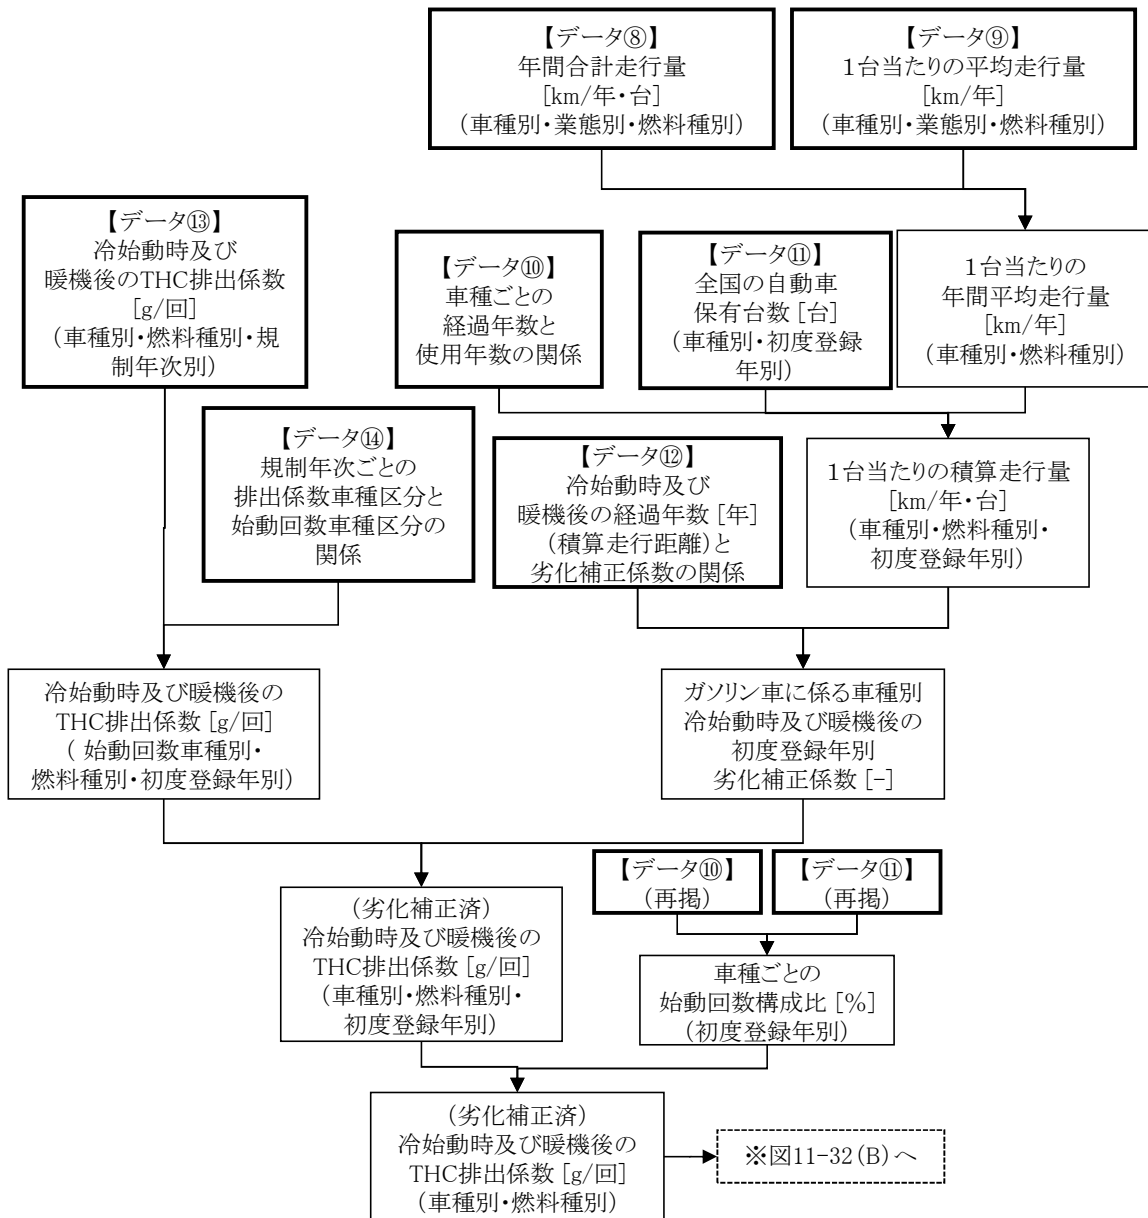 【データ⑧】
年間合計走行量
[km/年・台]
(車種別・業態別・燃料種別)
【データ⑨】
1台当たりの平均走行量
[km/年]
(車種別・業態別・燃料種別)
【データ⑬】
冷始動時及び
暖機後のTHC排出係数
[g/回]
(車種別・燃料種別・規
制年次別)
【データ⑩】
車種ごとの
経過年数と
使用年数の関係
【データ⑪】
全国の自動車
保有台数[台]
(車種別・初度登録
年別)
1台当たりの
年間平均走行量
[km/年]
(車種別・燃料種別)
【データ⑭】
規制年次ごとの
排出係数車種区分と
始動回数車種区分の
関係
【データ⑫】
冷始動時及び
暖機後の経過年数[年]
(積算走行距離)と
劣化補正係数の関係
1台当たりの積算走行量
[km/年・台]
(車種別・燃料種別・
初度登録年別)
冷始動時及び暖機後の
THC排出係数[g/回]
( 始動回数車種別・
燃料種別・初度登録年別)
ガソリン車に係る車種別
冷始動時及び暖機後の
初度登録年別
劣化補正係数[-]
【データ⑩】
(再掲)
【データ⑪】
(再掲)
(劣化補正済)
冷始動時及び暖機後の
THC排出係数[g/回]
(車種別・燃料種別・
初度登録年別)
車種ごとの
始動回数構成比[%]
(初度登録年別)
(劣化補正済)
冷始動時及び暖機後の
THC排出係数[g/回]
(車種別・燃料種別)
※図11-32(B)へ